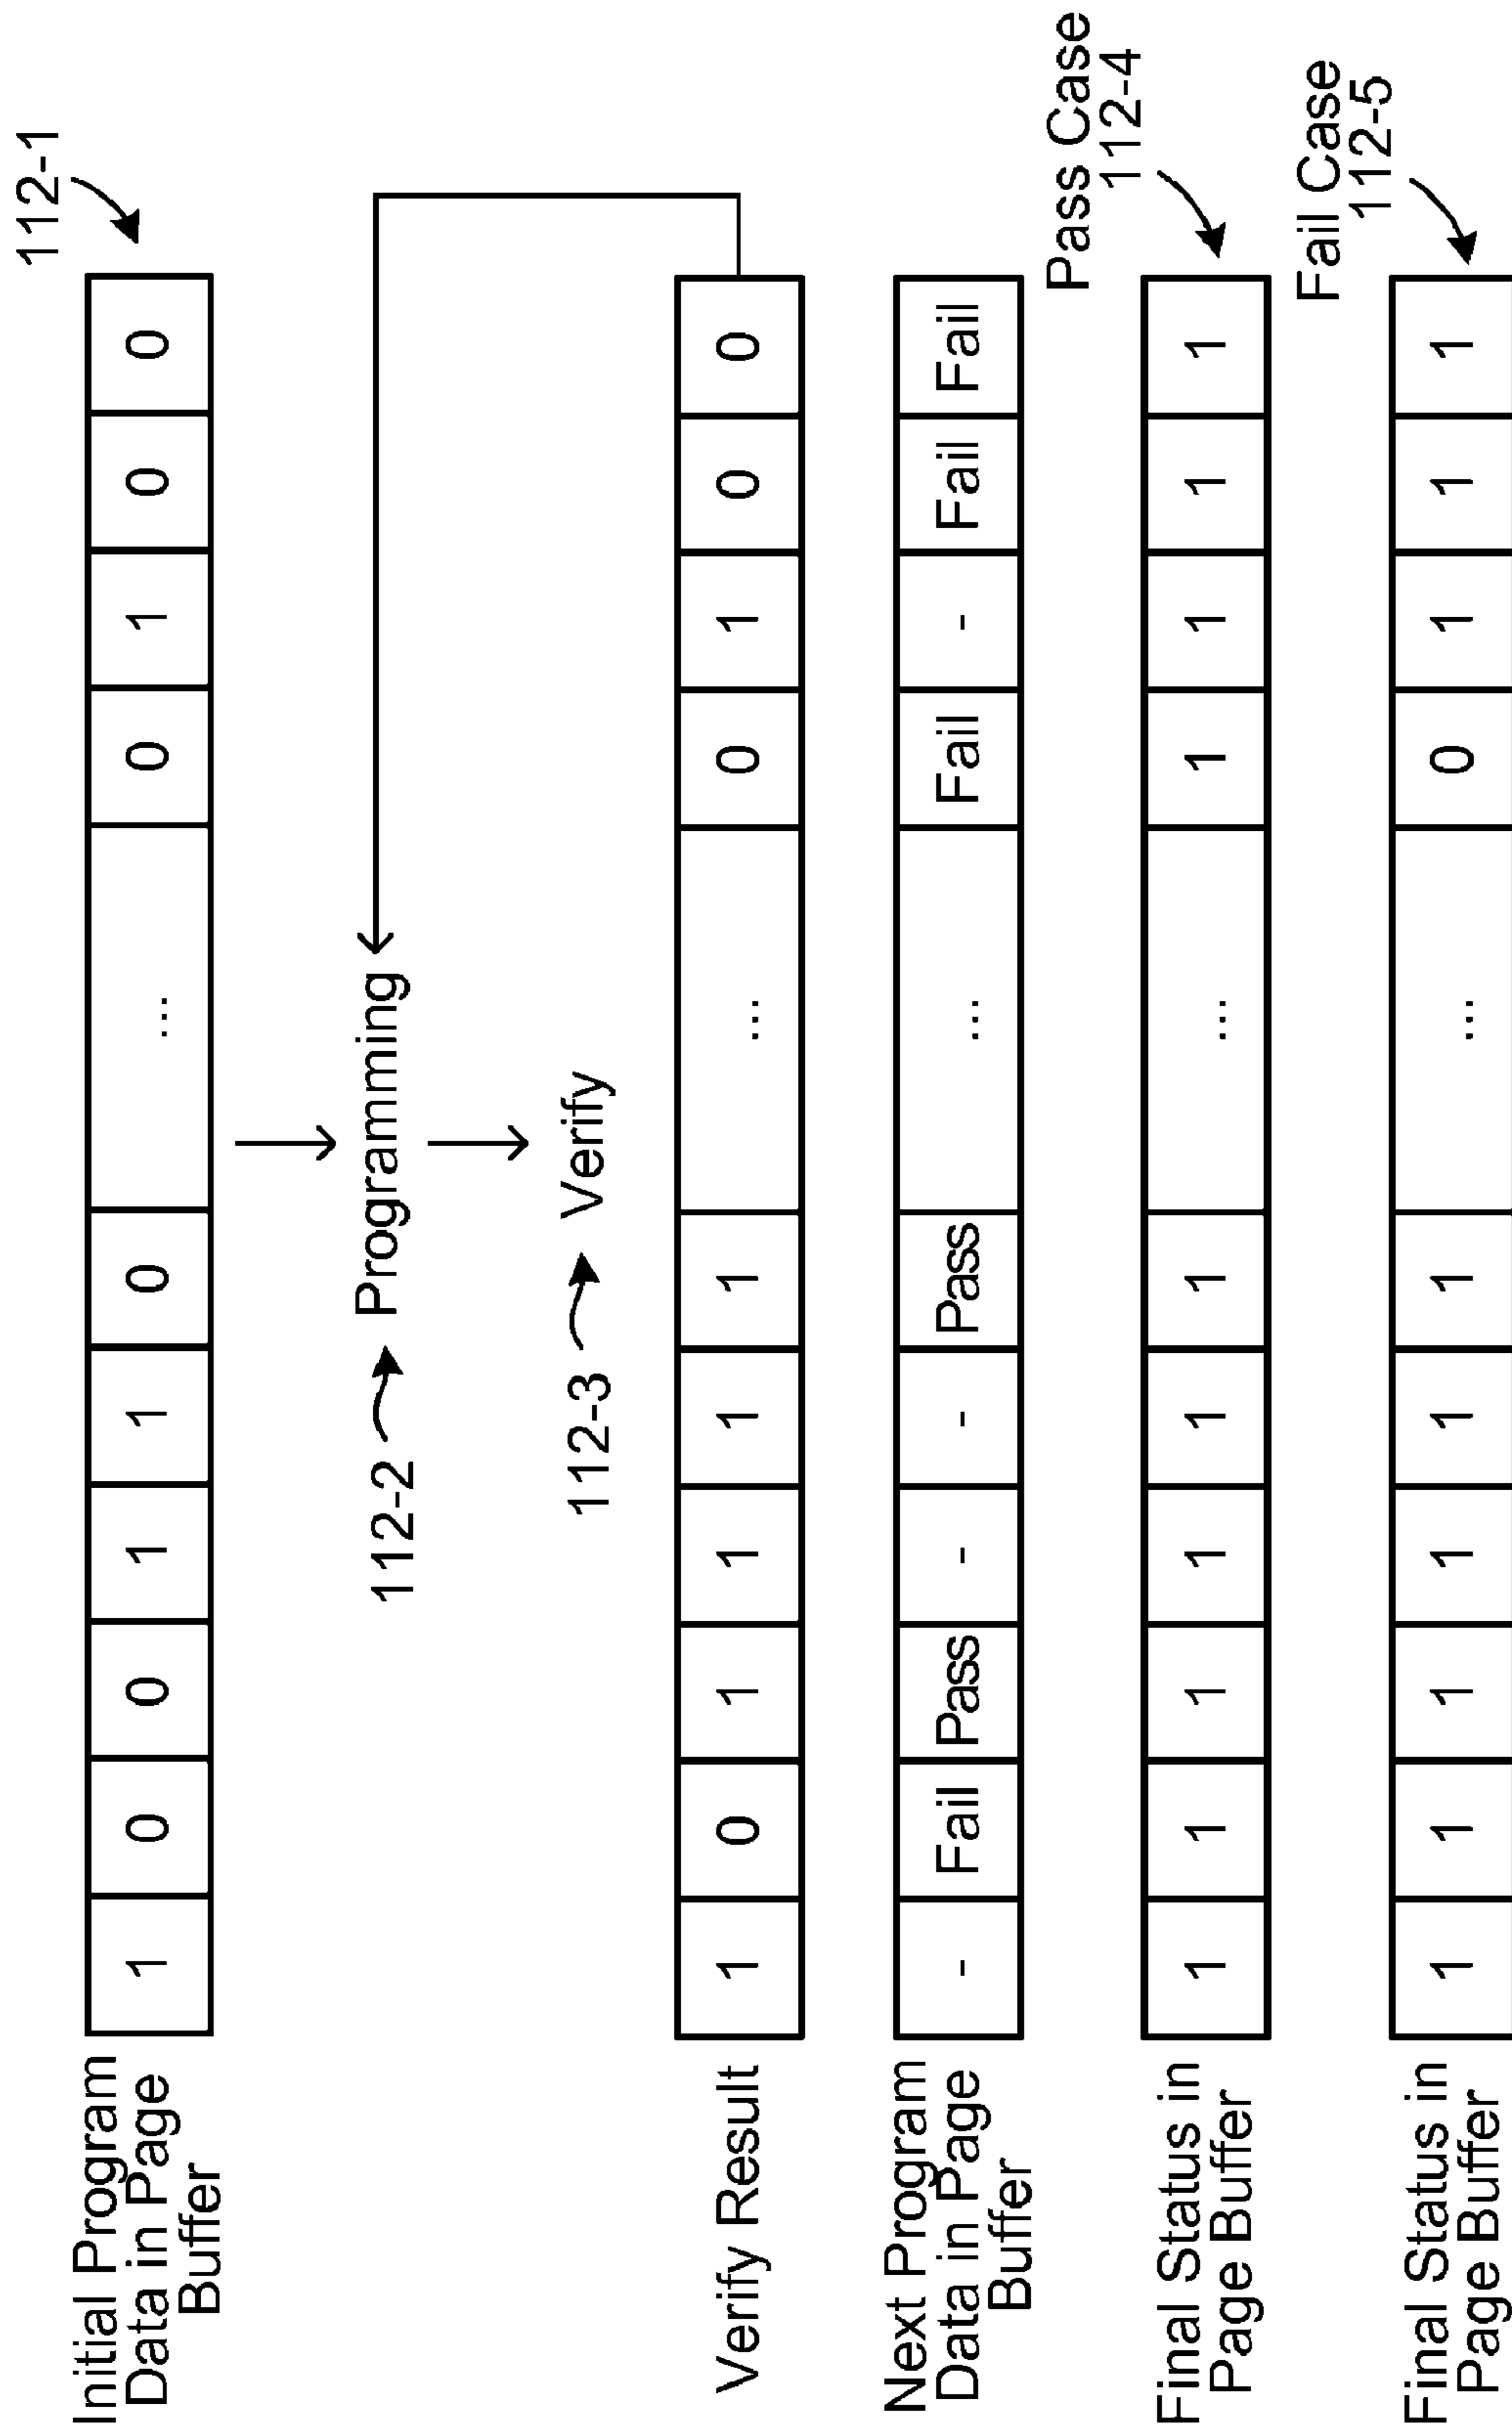 112-1
Initial Program
Data in Page
Buffer
1 0 0 1 1 0 ... 0 1 0 0
112-2 Programming
112-3 Verify
Verify Result
1 0 1 1 1 1 ... 0 1 0 0
Next Program
Data in Page
Buffer
- Fail Pass - - Pass ... Fail - Fail Fail
Pass Case
112-4
Final Status in
Page Buffer
1 1 1 1 1 1 ... 1 1 1 1
Fail Case
112-5
Final Status in
Page Buffer
1 1 1 1 1 1 ... 0 1 1 1